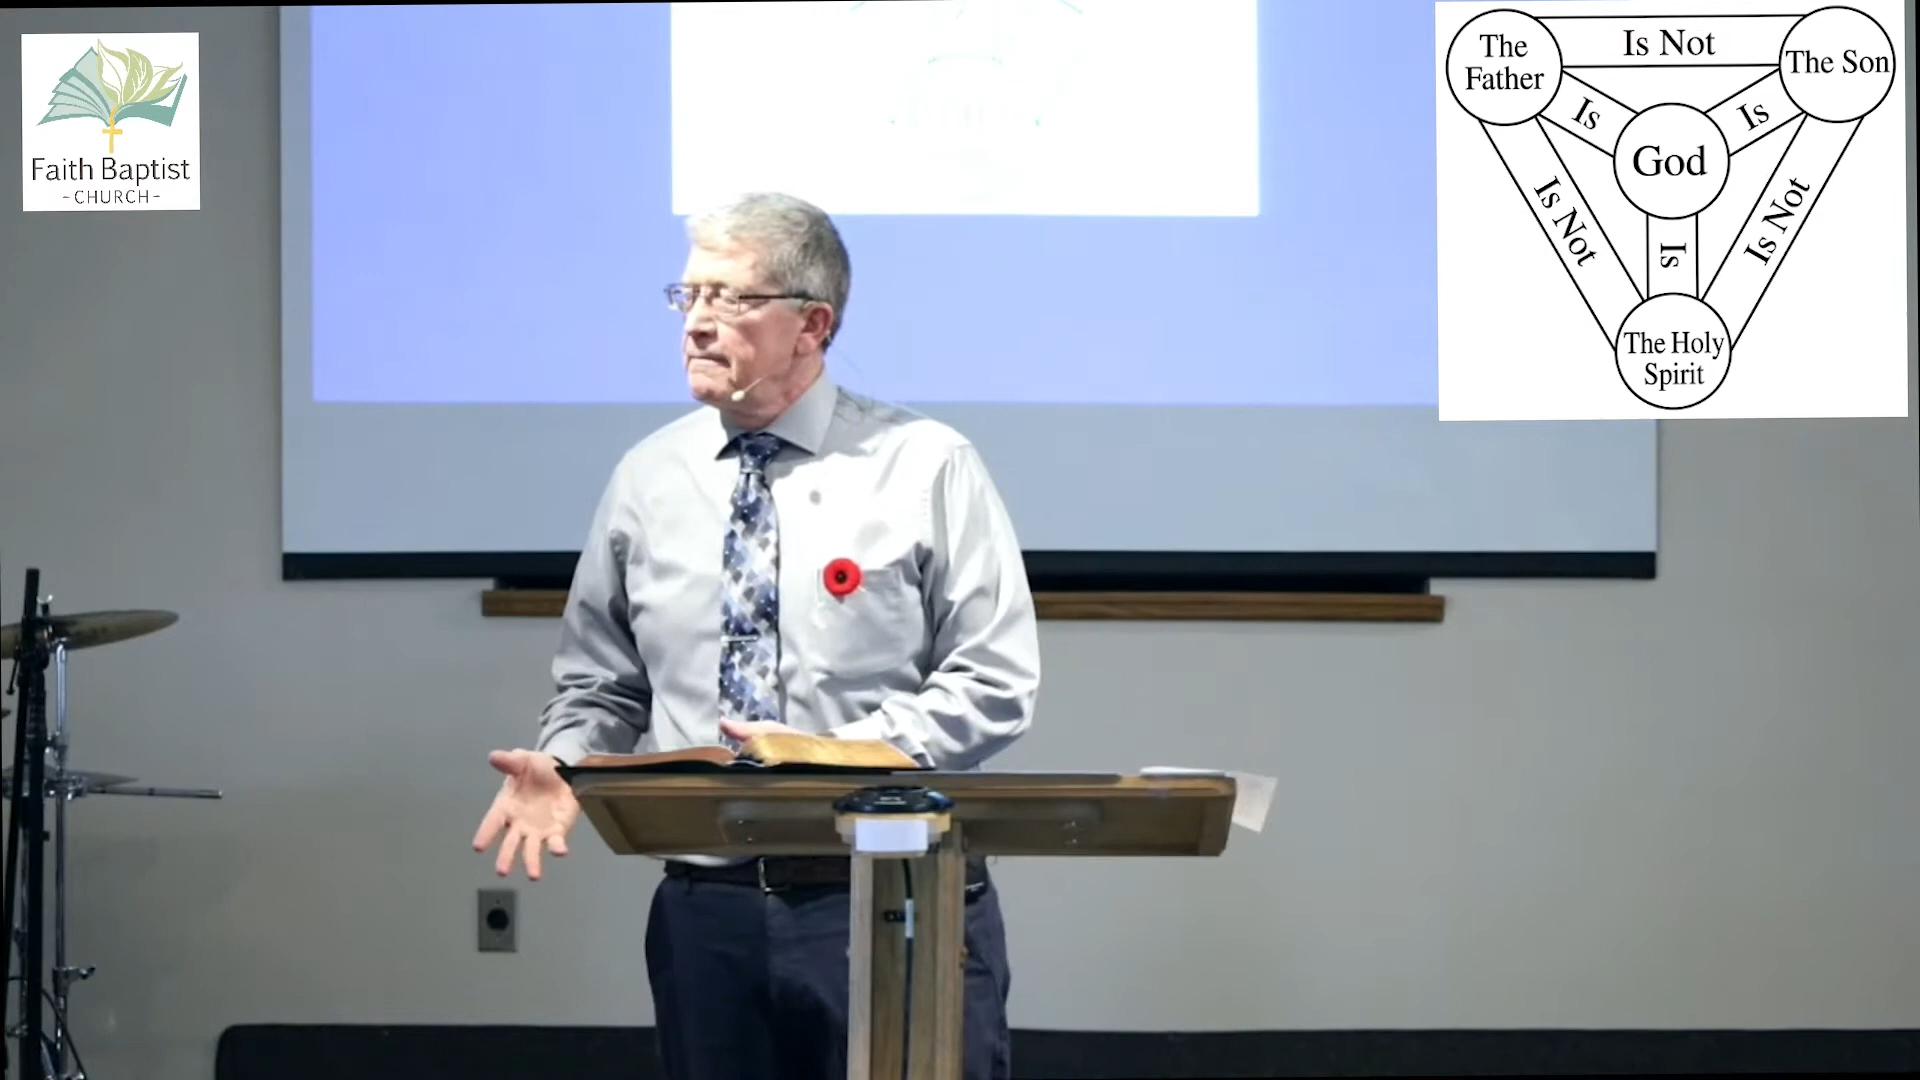 Faith Baptist
-CHURCH-
The
Father
Is Not
The Son
Is
Is
God
Is Not
Is
Is Not
The Holy
Spirit